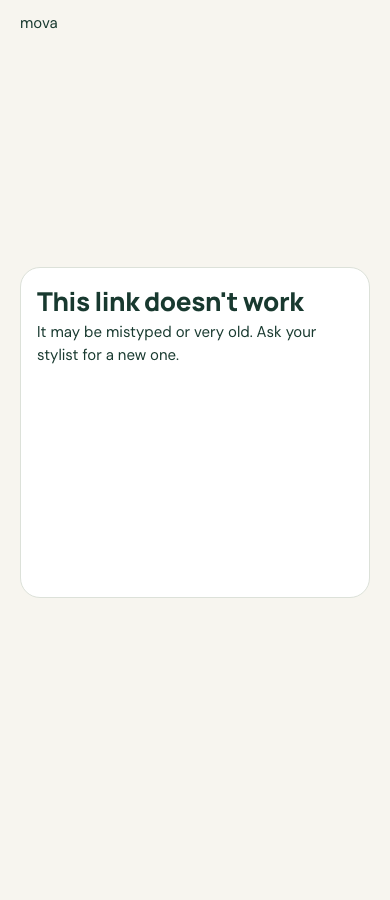 mova
This link doesn't work
It may be mistyped or very old. Ask your
stylist for a new one.